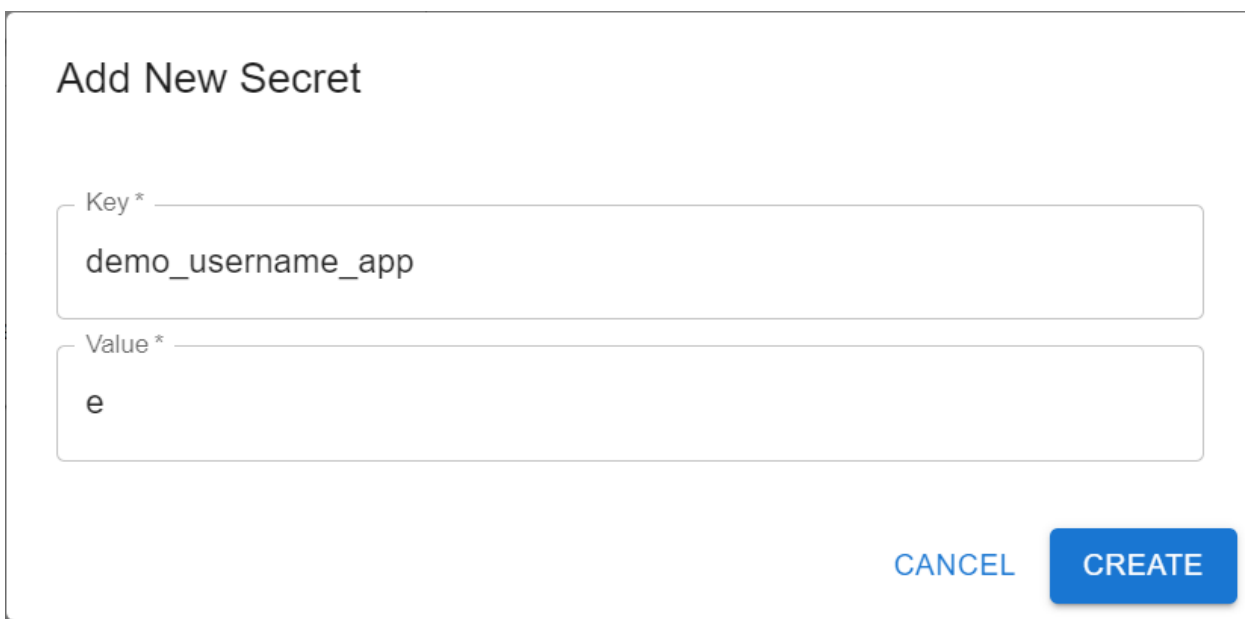 Add New Secret
Key *
demo_username_app
Value *
e
CANCEL CREATE